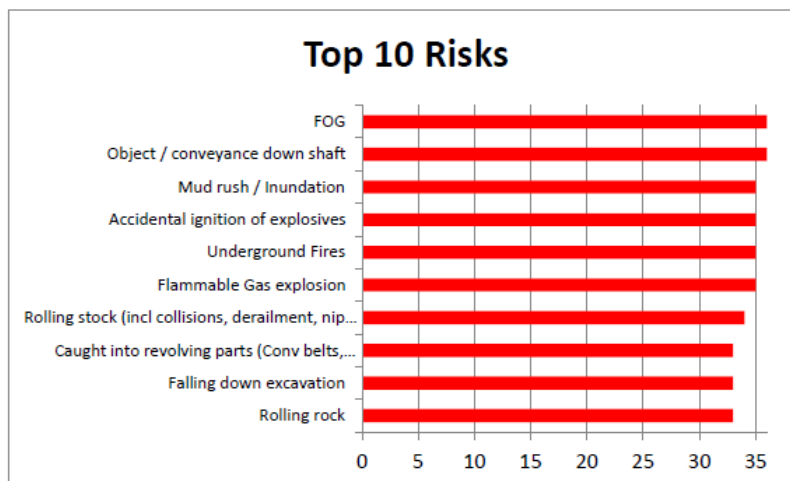 Top 10 Risks
FOG
Object / conveyance down shaft
Mud rush / Inundation
Accidental ignition of explosives
Underground Fires
Flammable Gas explosion
Rolling stock (incl collisions, derailment, nip...
Caught into revolving parts (Conv belts,...
Falling down excavation
Rolling rock
0 5 10 15 20 25 30 35